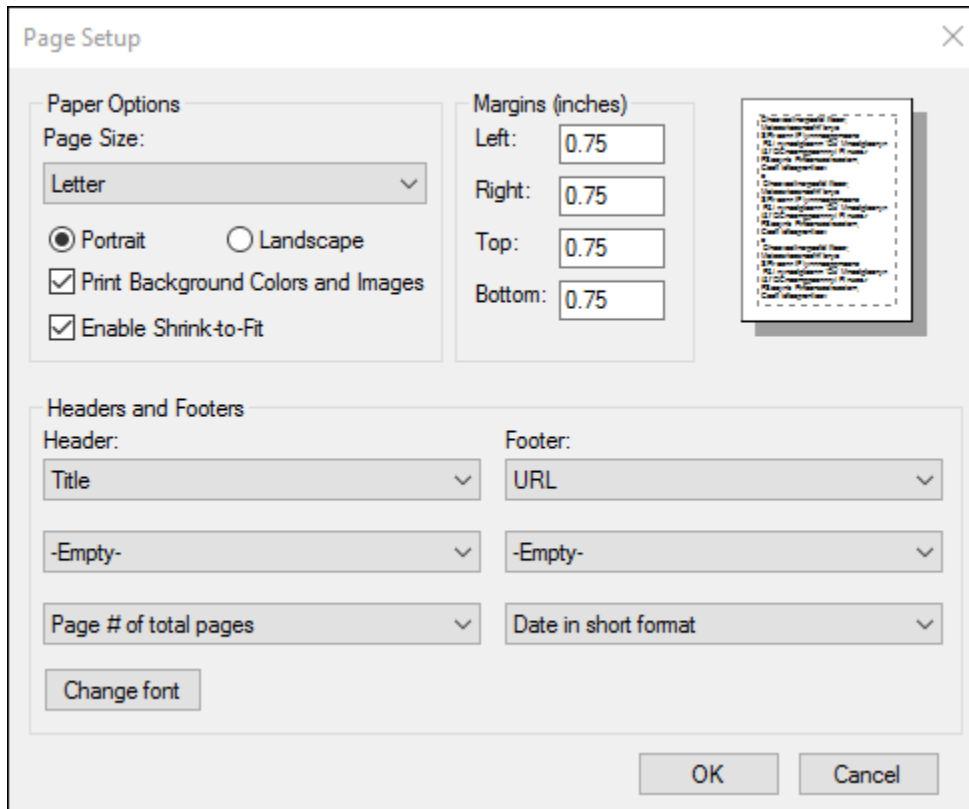 Page Setup
Paper Options
Page Size:
Letter
Portrait
Landscape
Print Background Colors and Images
Enable Shrink-to-Fit
Margins (inches)
Left: 0.75
Right: 0.75
Top: 0.75
Bottom: 0.75
Headers and Footers
Header:
Footer:
Title
URL
-Empty-
-Empty-
Page # of total pages
Date in short format
Change font
OK
Cancel